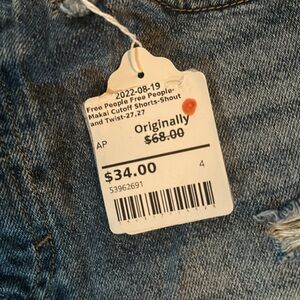 2022-08-19
Free People Free People-
Makai Cutoff Shorts-Shout
and Twist-27,27
Originally
AP $68.00
$34.00 4
53962691